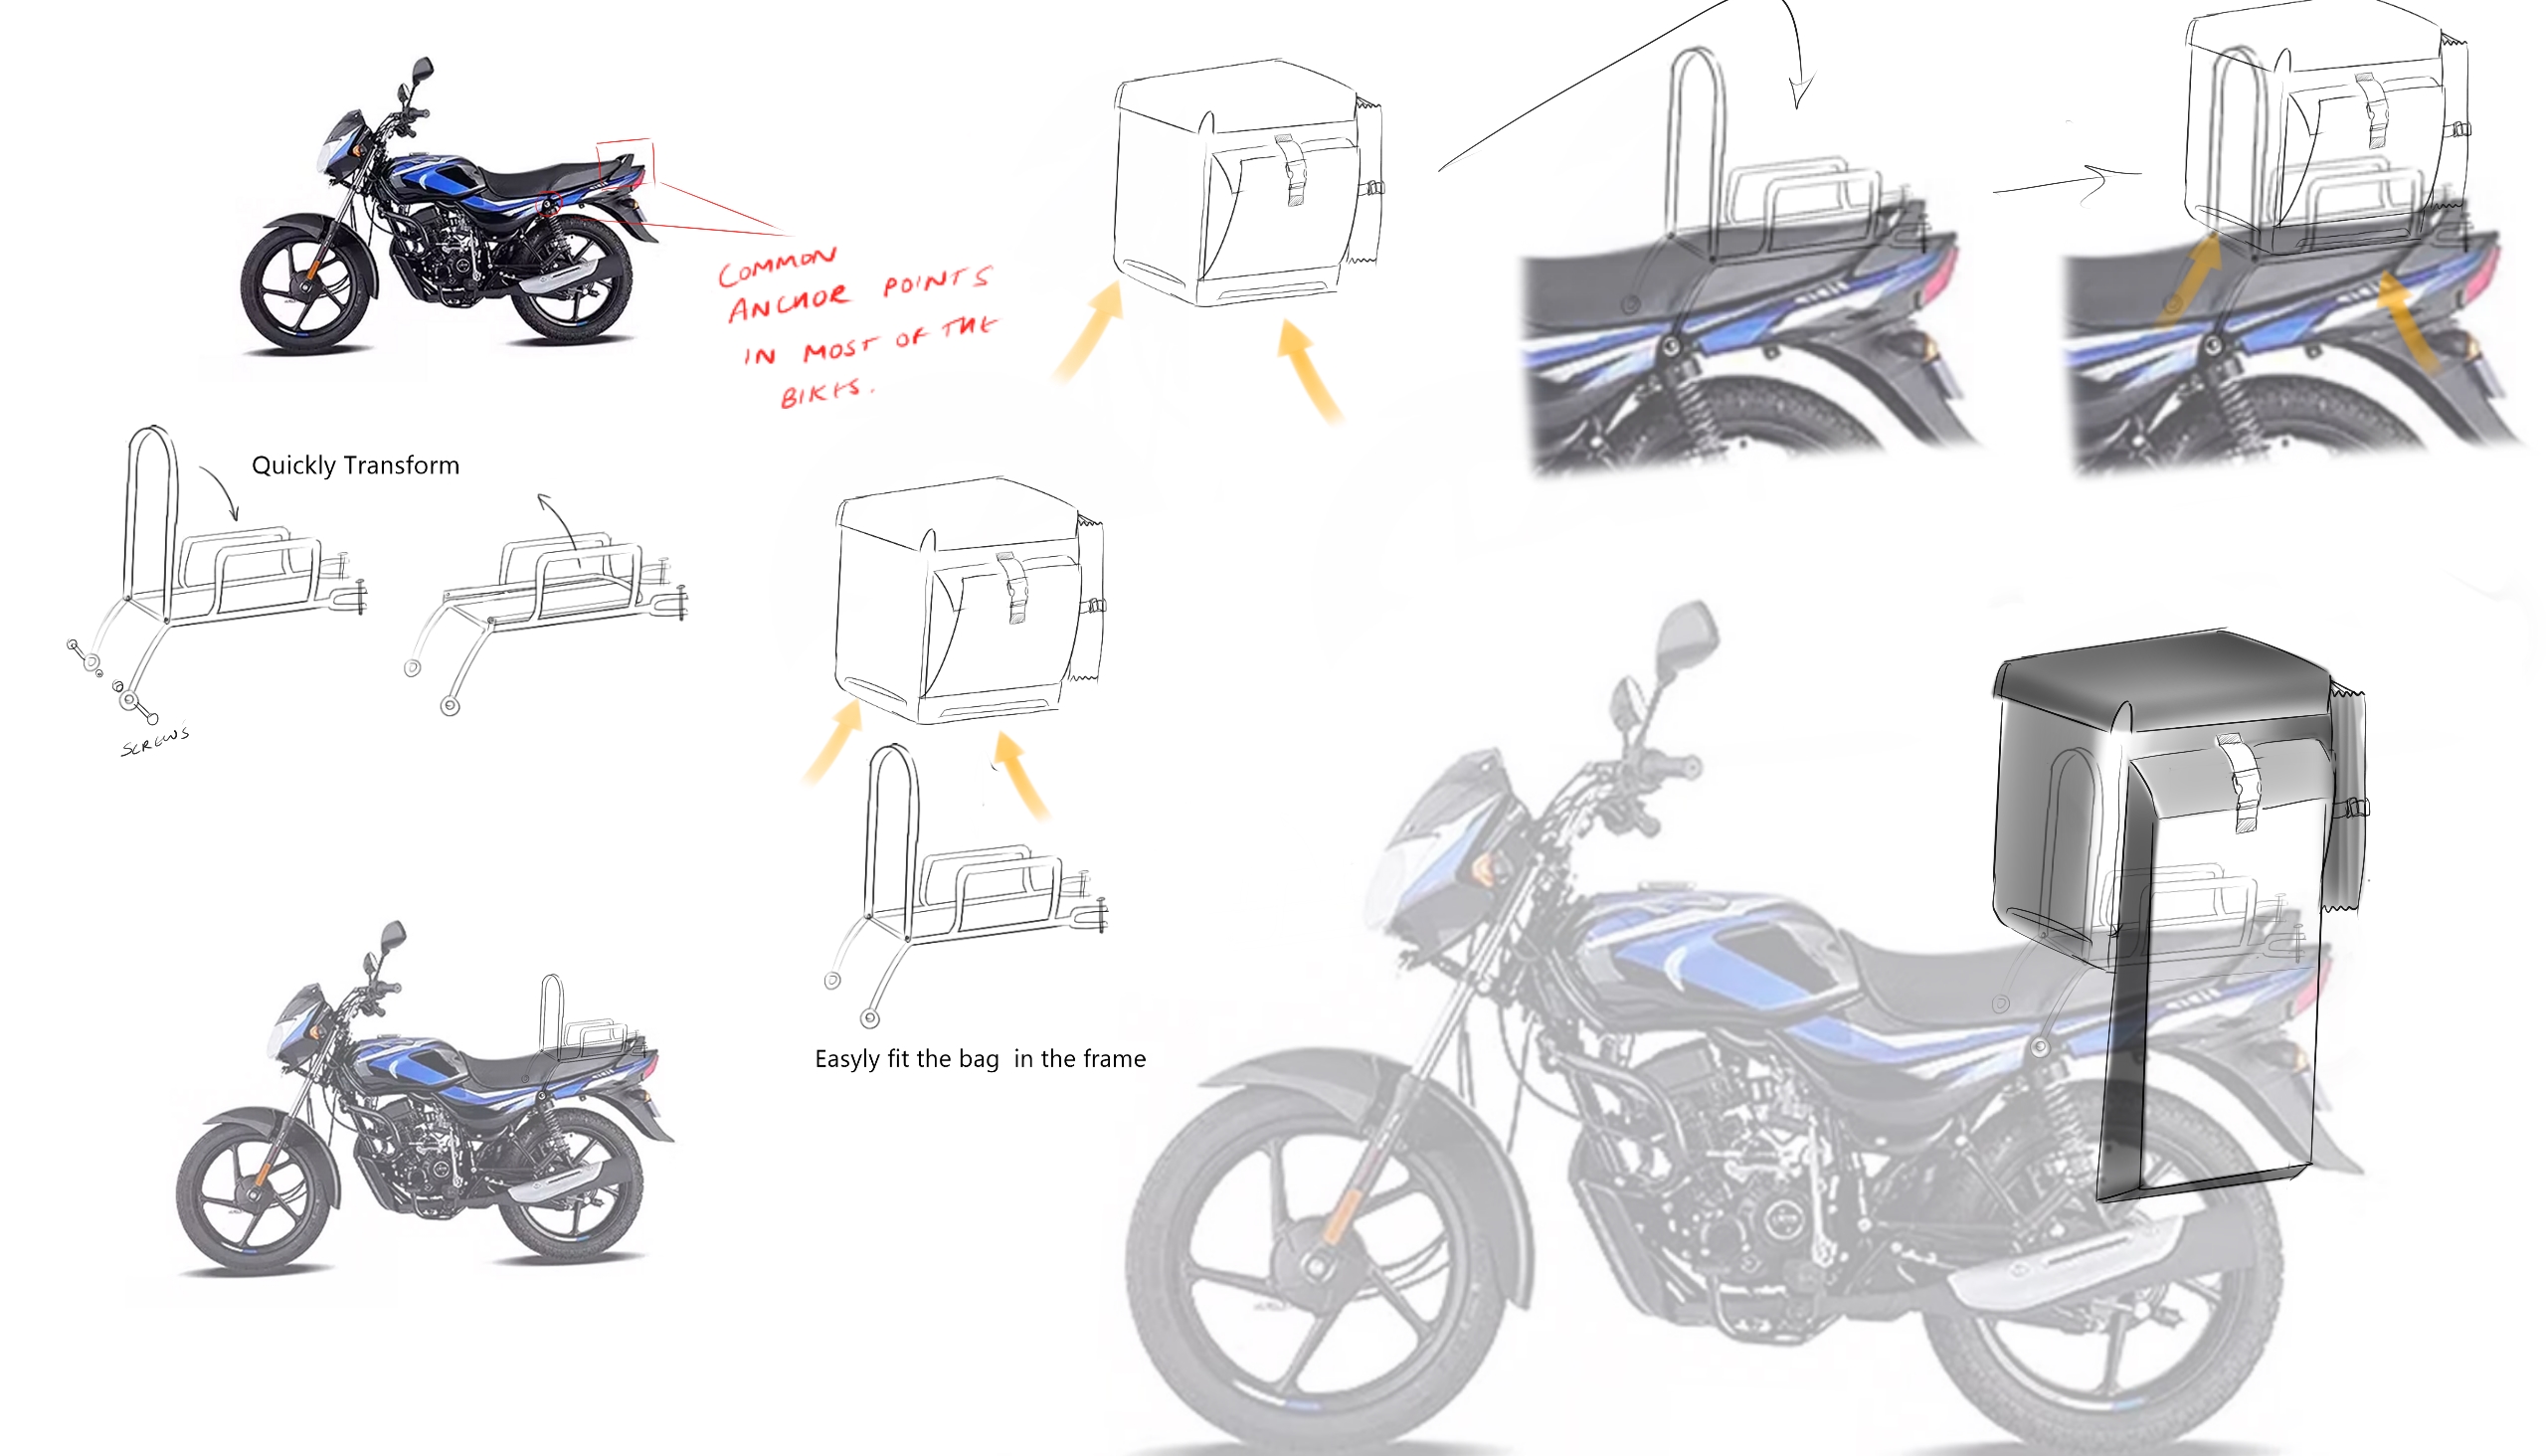 COMMON
ANCHOR POINTS
IN MOST OF THE
BIKES.
Quickly Transform
SCREWS
Easyly fit the bag in the frame